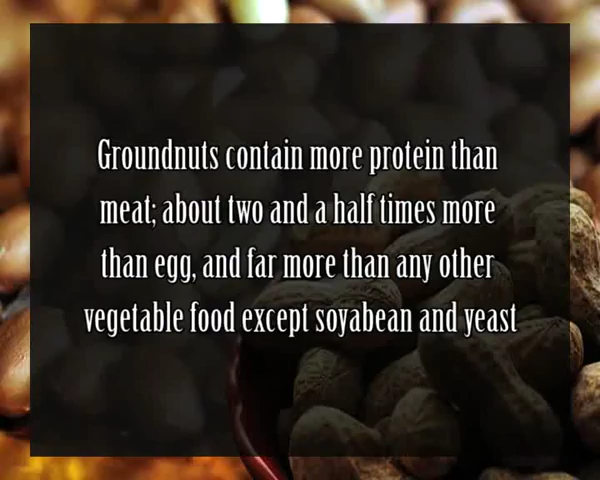 Groundnuts contain more protein than
meat; about two and a half times more
than egg, and far more than any other
vegetable food except soyabean and yeast